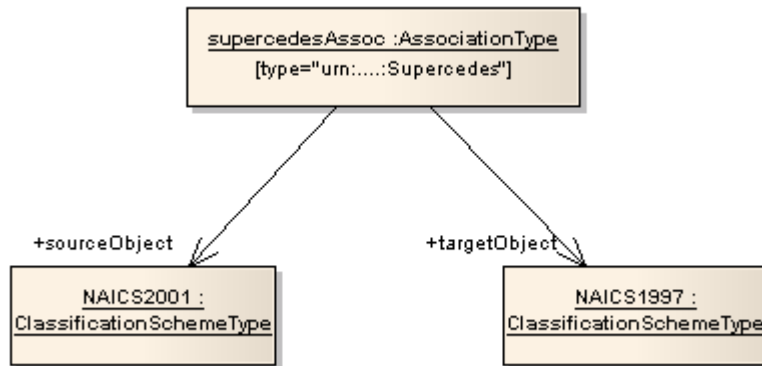 supercedesAssoc :AssociationType
[type="urn:....:Supercedes"]
+sourceObject
+targetObject
NAICS2001 :
ClassificationSchemeType
NAICS1997 :
ClassificationSchemeType